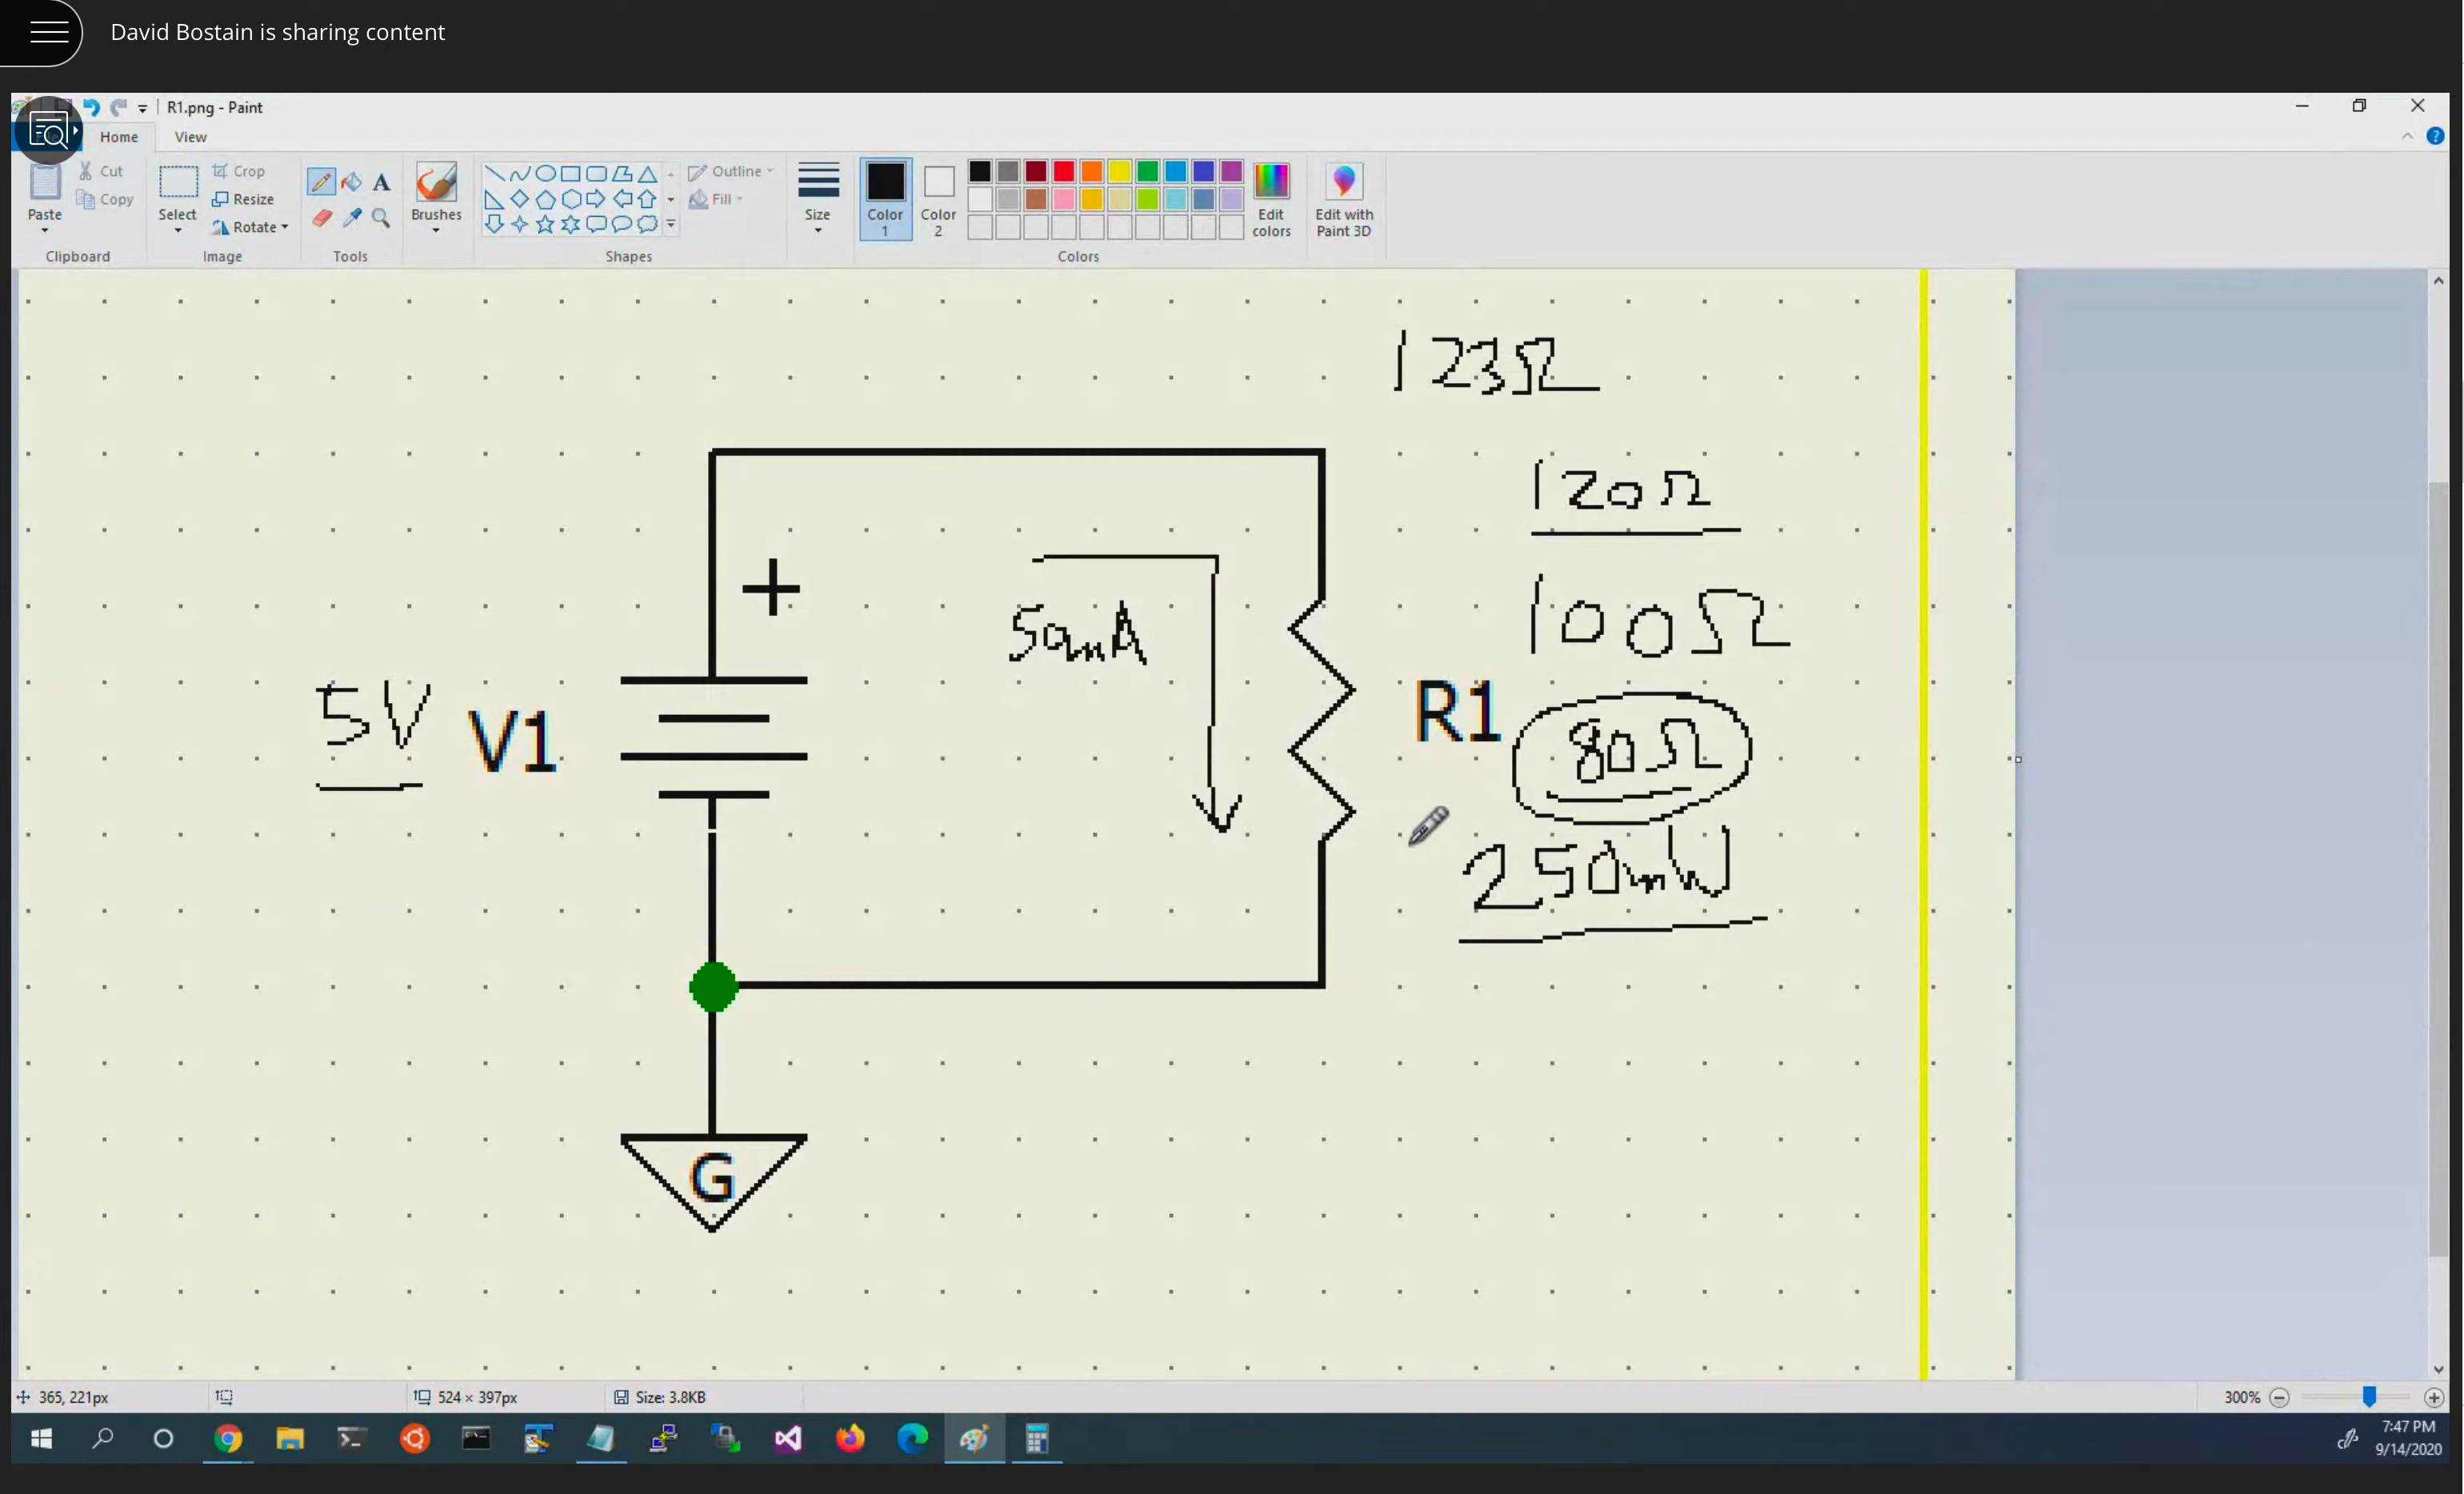 David Bostain is sharing content
R1.png - Paint
Home View
Cut
Copy
Paste
Clipboard
Crop
Resize
Rotate
Select
Image
A
Tools
Brushes
Outline
Fill
Shapes
Size
Color 1
Color 2
Edit colors
Colors
Edit with Paint 3D
123Ω
120Ω
100Ω
+
50mA
5V V1
R1 80Ω
250mW
G
365, 221px
524 × 397px
Size: 3.8KB
300%
7:47 PM
9/14/2020